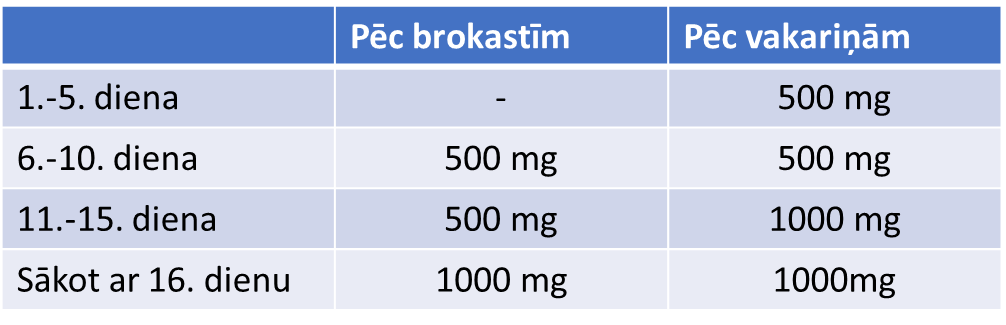 Pēc brokastīm Pēc vakariņām
1.-5. diena - 500 mg
6.-10. diena 500 mg 500 mg
11.-15. diena 500 mg 1000 mg
Sākot ar 16. dienu 1000 mg 1000mg